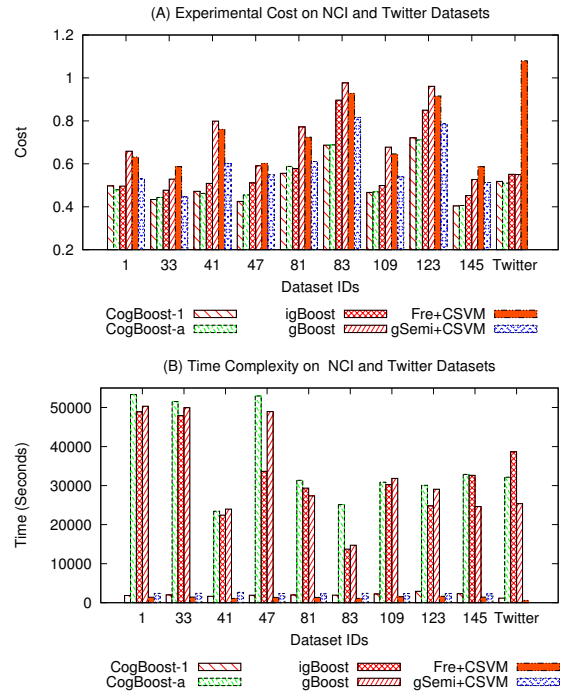 (A) Experimental Cost on NCI and Twitter Datasets
1.2
1
0.8
0.6
0.4
0.2
Cost
1 33 41 47 81 83 109 123 145 Twitter
Dataset IDs
CogBoost-1 igBoost Fre+CSVM
CogBoost-a gBoost gSemi+CSVM
(B) Time Complexity on NCI and Twitter Datasets
50000
40000
30000
20000
10000
0
Time (Seconds)
1 33 41 47 81 83 109 123 145 Twitter
Dataset IDs
CogBoost-1 igBoost Fre+CSVM
CogBoost-a gBoost gSemi+CSVM